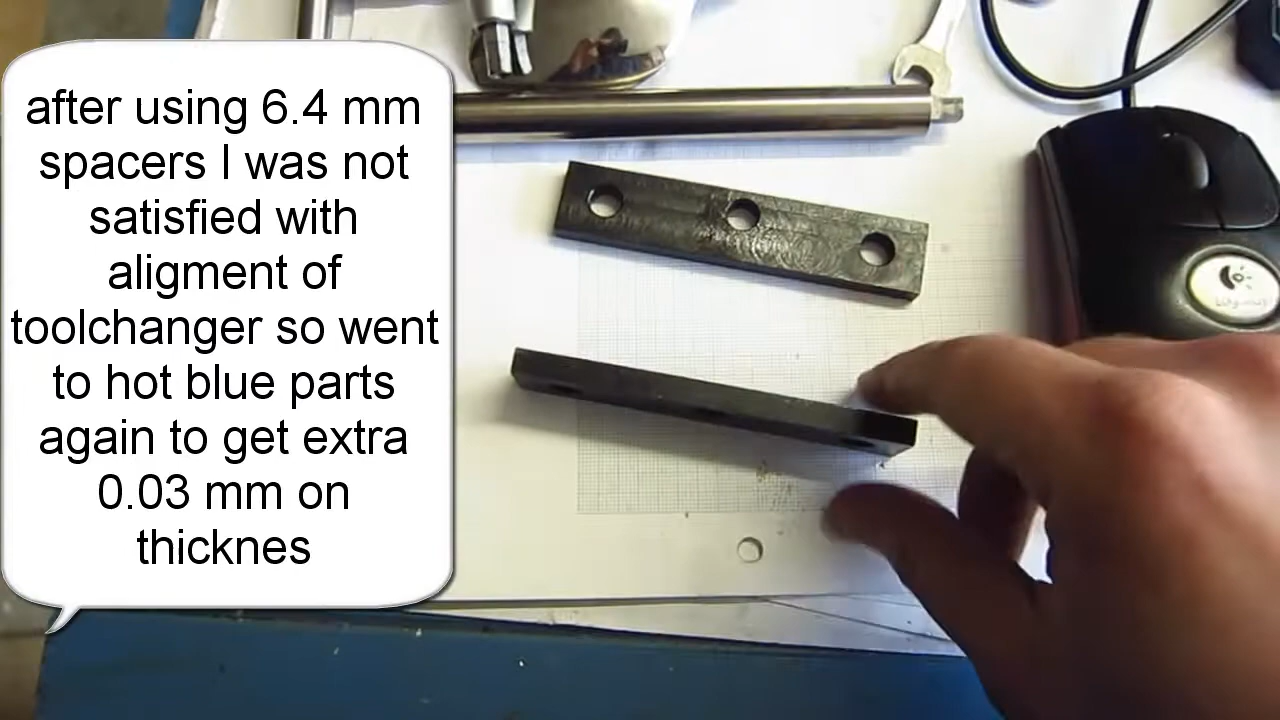 after using 6.4 mm
spacers I was not
satisfied with
aligment of
toolchanger so went
to hot blue parts
again to get extra
0.03 mm on
thicknes